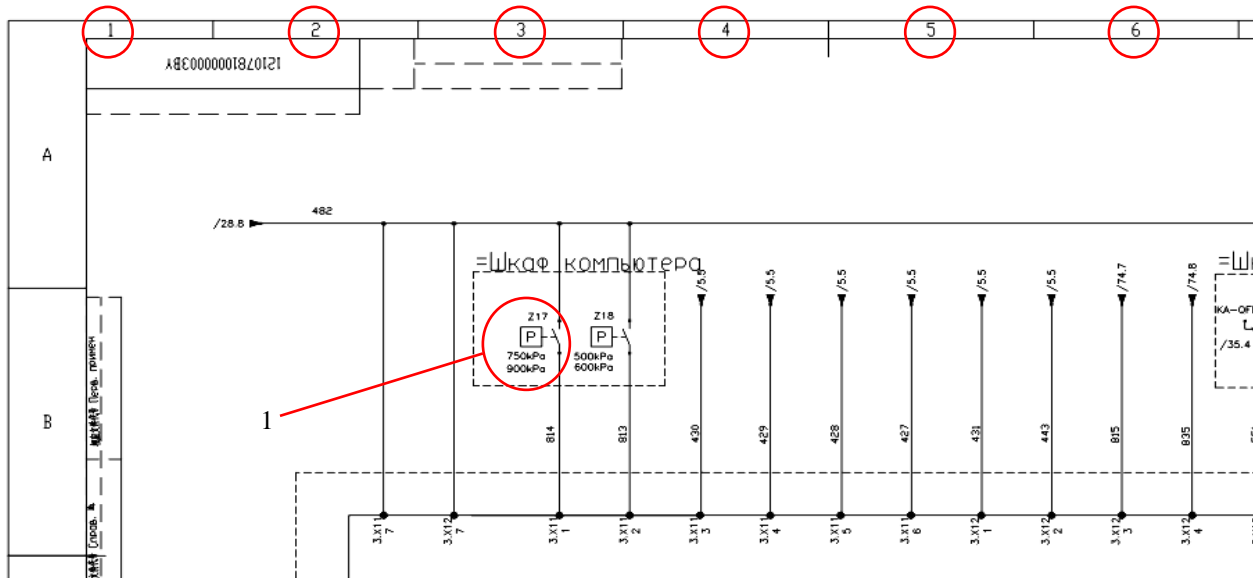 1 2 3 4 5 6
1210781000000003ВУ
A
/28.8 482
=Шкаф компьютера =Шк
/5.5 /5.5 /5.5 /5.5 /5.5 /5.5 /74.7 /74.8
Z17 Z18
P P
750kPa 500kPa
900kPa 600kPa
/35.4
1
B
Перв. примен
814 813 430 429 428 427 431 443 815 835
Справ. №
3.X11 3.X12 3.X11 3.X11 3.X11 3.X11 3.X11 3.X11 3.X12 3.X12 3.X12 3.X12
7 7 1 2 3 4 5 6 1 2 3 4